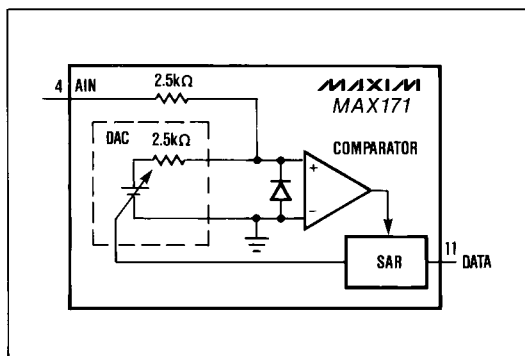 4 AIN
2.5kΩ
MAXIM
MAX171
DAC
2.5kΩ
COMPARATOR
+
−
SAR
11
DATA